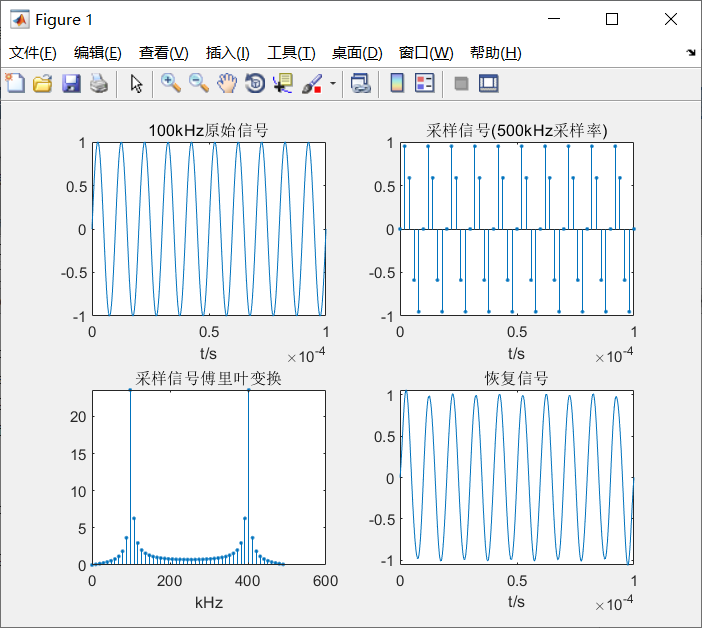 Figure 1
文件(F) 编辑(E) 查看(V) 插入(I) 工具(T) 桌面(D) 窗口(W) 帮助(H)
100kHz原始信号
1
0.5
0
-0.5
-1
0 0.5 1
t/s ×10-4
采样信号(500kHz采样率)
1
0.5
0
-0.5
-1
0 0.5 1
t/s ×10-4
采样信号傅里叶变换
20
15
10
5
0
0 200 400 600
kHz
恢复信号
1
0.5
0
-0.5
-1
0 0.5 1
t/s ×10-4